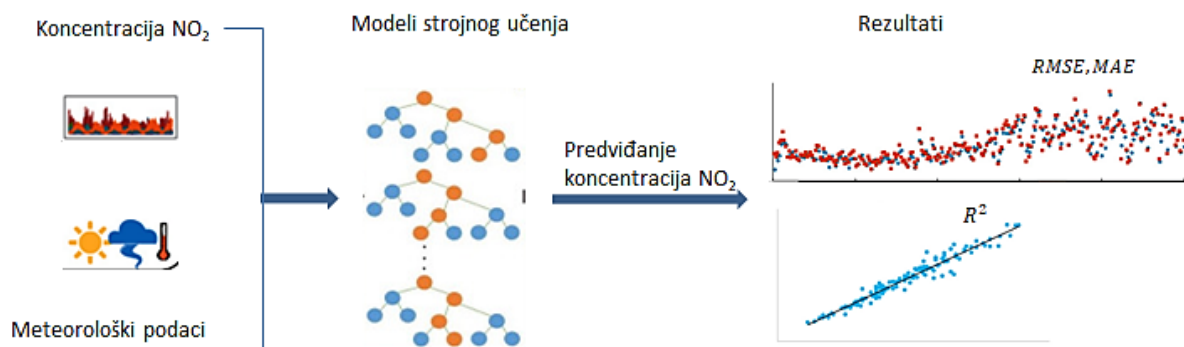 Koncentracija NO₂
Meteorološki podaci
Modeli strojnog učenja
Predviđanje
koncentracija NO₂
Rezultati
RMSE, MAE
R²